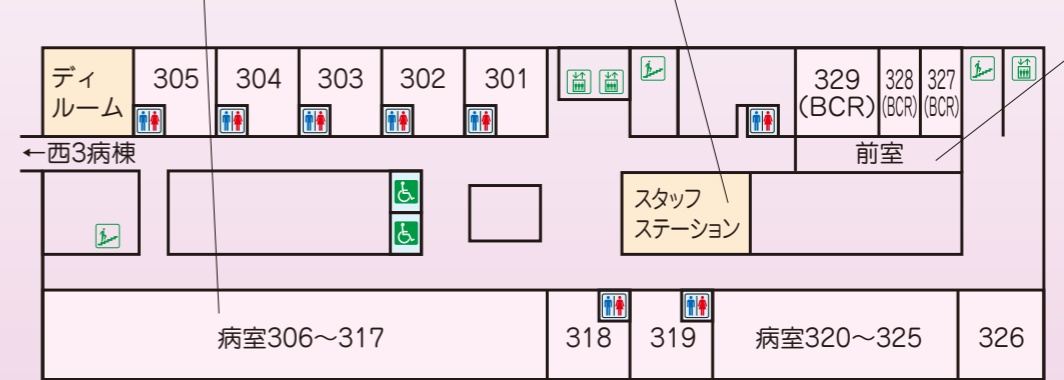 ディ
ルーム
305
304
303
302
301
329
(BCR)
328
(BCR)
327
(BCR)
←西3病棟
前室
スタッフ
ステーション
病室306～317
318
319
病室320～325
326